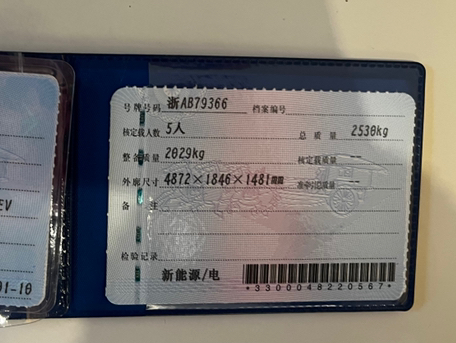 号牌号码 浙AB79366 档案编号
核定载人数 5人 总质量 2530kg
整备质量 2029kg 核定载质量 --
外廓尺寸 4872×1846×1481mm 准牵引总质量 --
备注
检验记录
新能源/电
*3300048220567*
EV
01-10